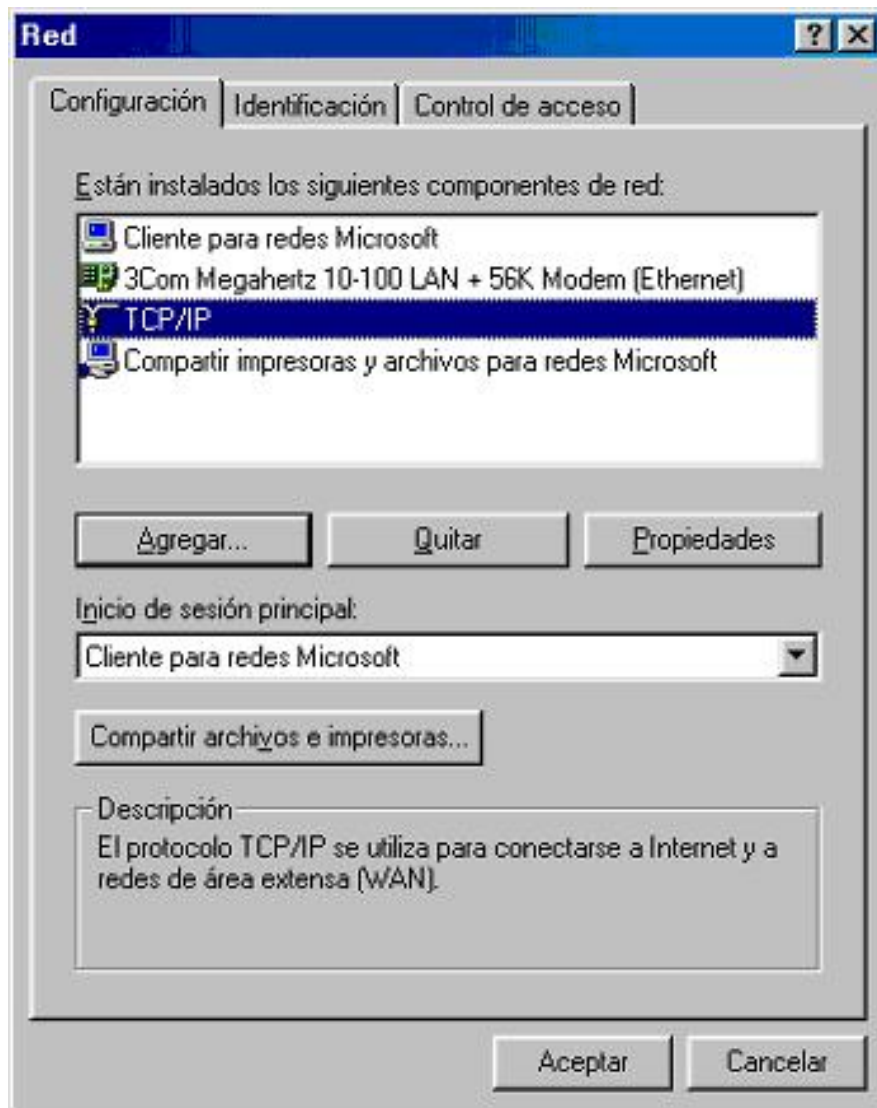 Red
Configuración
Identificación
Control de acceso
Están instalados los siguientes componentes de red:
Cliente para redes Microsoft
3Com Megahertz 10-100 LAN + 56K Modem (Ethernet)
TCP/IP
Compartir impresoras y archivos para redes Microsoft
Agregar...
Quitar
Propiedades
Inicio de sesión principal:
Cliente para redes Microsoft
Compartir archivos e impresoras...
Descripción
El protocolo TCP/IP se utiliza para conectarse a Internet y a
redes de área extensa (WAN).
Aceptar
Cancelar